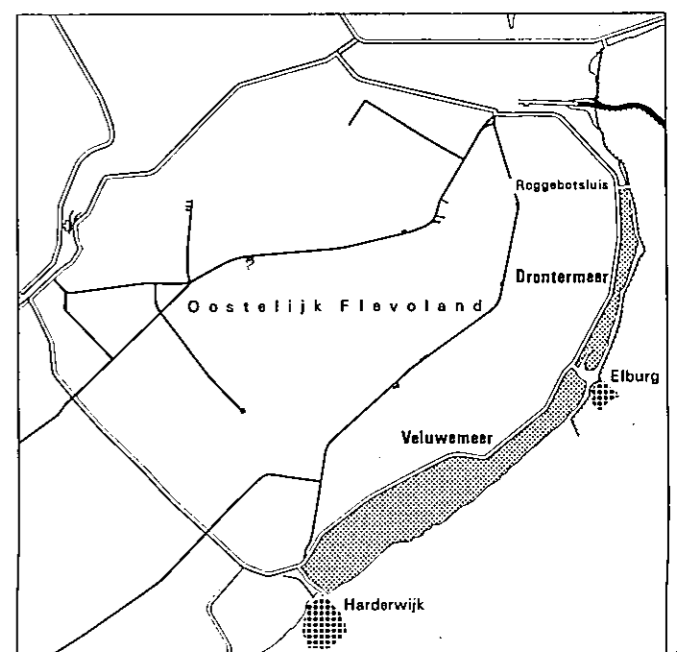 Roggebotsluis
Drontermeer
Oostelijk Flevoland
Elburg
Veluwemeer
Harderwijk